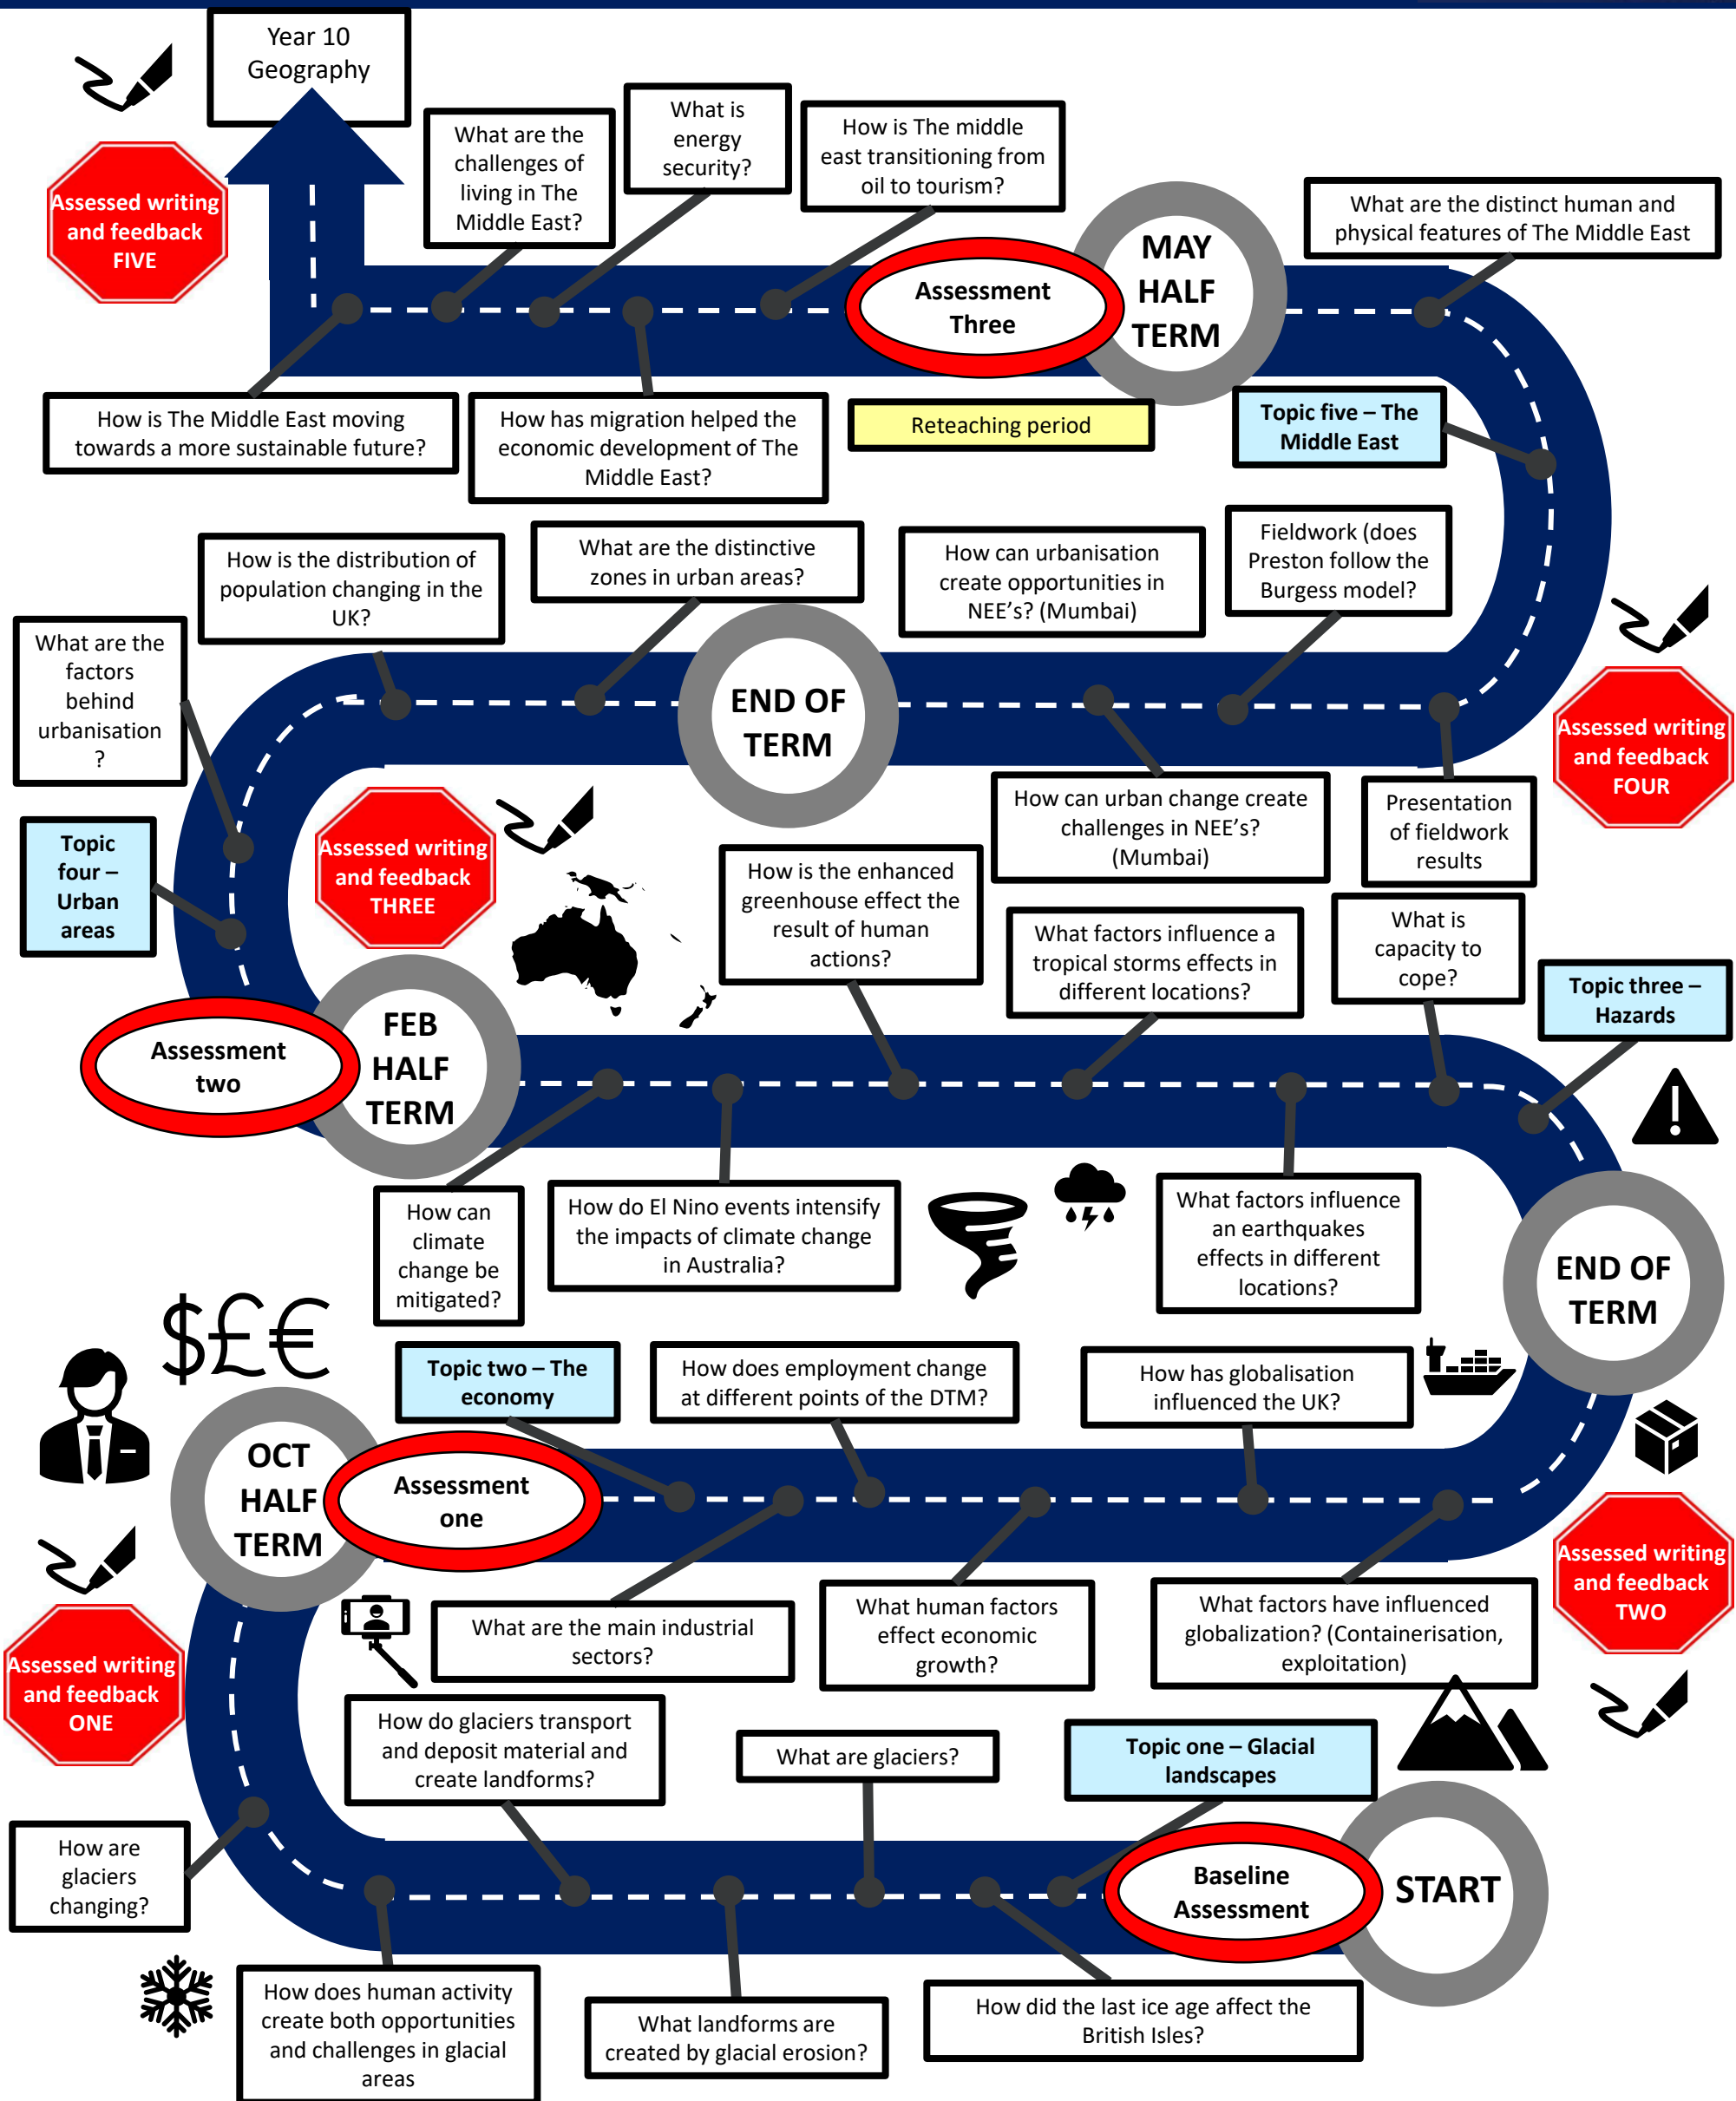 Year 10
Geography
What are the
challenges of
living in The
Middle East?
What is
energy
security?
How is The middle
east transitioning from
oil to tourism?
What are the distinct human and
physical features of The Middle East
Assessed writing
and feedback
FIVE
Assessment
Three
MAY
HALF
TERM
How is The Middle East moving
towards a more sustainable future?
How has migration helped the
economic development of The
Middle East?
Reteaching period
Topic five – The
Middle East
How is the distribution of
population changing in the
UK?
What are the distinctive
zones in urban areas?
How can urbanisation
create opportunities in
NEE's? (Mumbai)
Fieldwork (does
Preston follow the
Burgess model?
What are the
factors
behind
urbanisation
?
END OF
TERM
Assessed writing
and feedback
FOUR
Topic
four –
Urban
areas
Assessed writing
and feedback
THREE
How can urban change create
challenges in NEE's?
(Mumbai)
Presentation
of fieldwork
results
How is the enhanced
greenhouse effect the
result of human
actions?
What factors influence a
tropical storms effects in
different locations?
What is
capacity to
cope?
Topic three –
Hazards
Assessment
two
FEB
HALF
TERM
How can
climate
change be
mitigated?
How do El Nino events intensify
the impacts of climate change
in Australia?
What factors influence
an earthquakes
effects in different
locations?
END OF
TERM
$£€
Topic two – The
economy
How does employment change
at different points of the DTM?
How has globalisation
influenced the UK?
OCT
HALF
TERM
Assessment
one
What are the main industrial
sectors?
What human factors
effect economic
growth?
What factors have influenced
globalization? (Containerisation,
exploitation)
Assessed writing
and feedback
TWO
Assessed writing
and feedback
ONE
How do glaciers transport
and deposit material and
create landforms?
What are glaciers?
Topic one – Glacial
landscapes
How are
glaciers
changing?
Baseline
Assessment
START
How does human activity
create both opportunities
and challenges in glacial
areas
What landforms are
created by glacial erosion?
How did the last ice age affect the
British Isles?